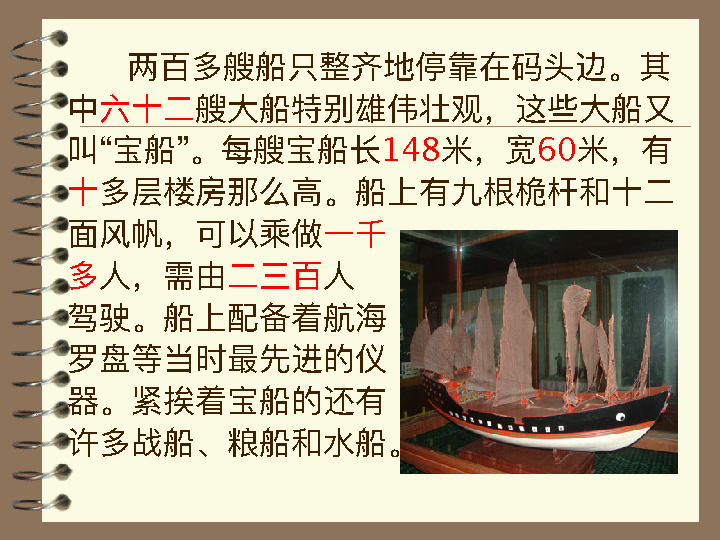 两百多艘船只整齐地停靠在码头边。其
中六十二艘大船特别雄伟壮观，这些大船又
叫“宝船”。每艘宝船长148米，宽60米，有
十多层楼房那么高。船上有九根桅杆和十二
面风帆，可以乘做一千
多人，需由二三百人
驾驶。船上配备着航海
罗盘等当时最先进的仪
器。紧挨着宝船的还有
许多战船、粮船和水船。